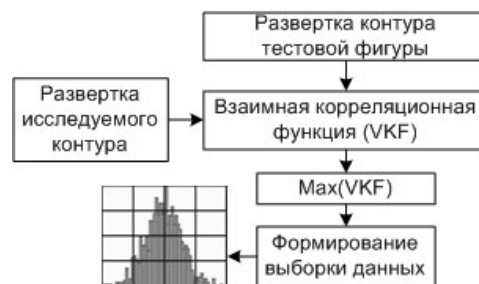 Развертка контура
тестовой фигуры
Развертка
исследуемого
контура
Взаимная корреляционная
функция (VKF)
Max(VKF)
Формирование
выборки данных